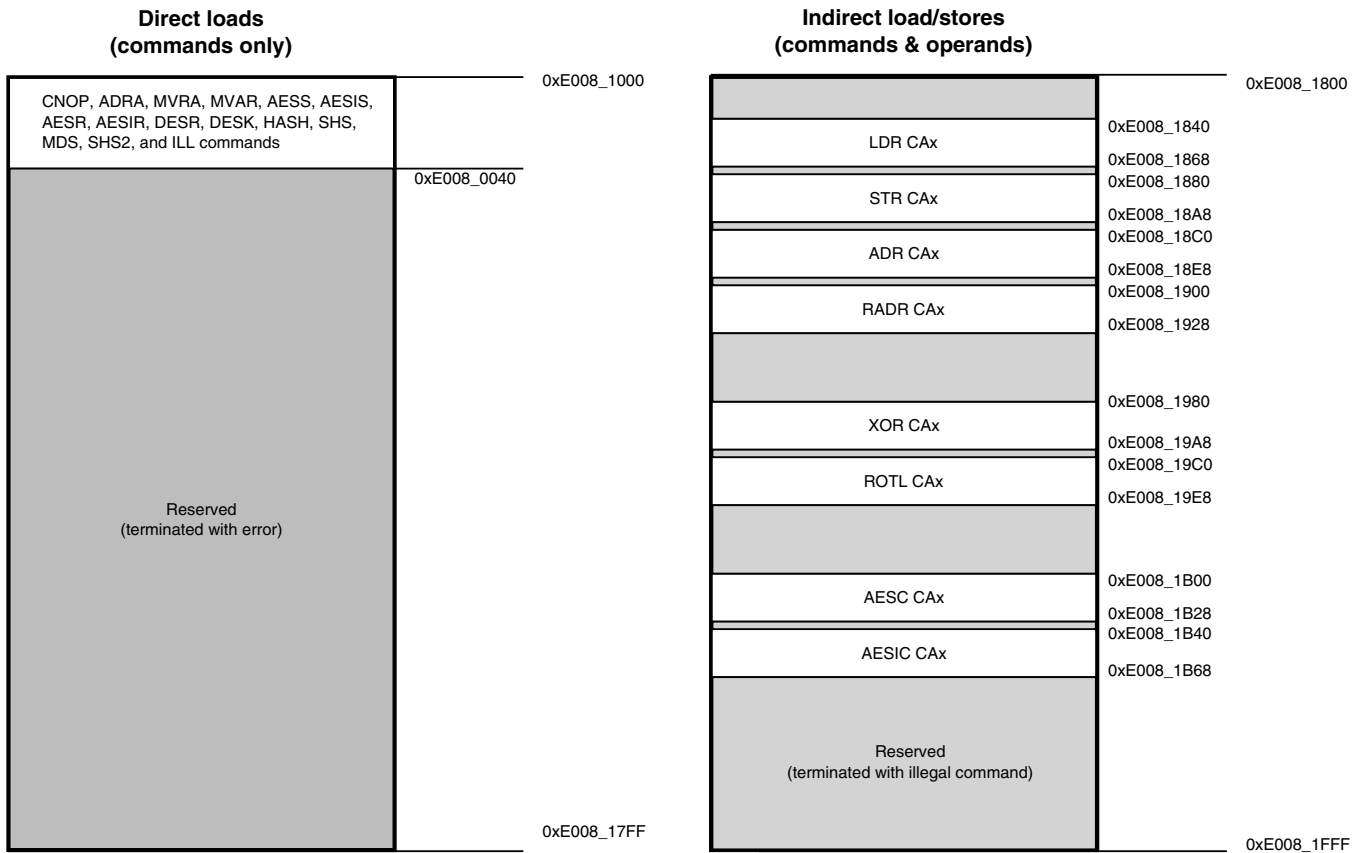 Direct loads
(commands only)
0xE008_1000
CNOP, ADRA, MVRA, MVAR, AESS, AESIS,
AESR, AESIR, DESR, DESK, HASH, SHS,
MDS, SHS2, and ILL commands
0xE008_0040
Reserved
(terminated with error)
0xE008_17FF
Indirect load/stores
(commands & operands)
0xE008_1800
0xE008_1840
LDR CAx
0xE008_1868
0xE008_1880
STR CAx
0xE008_18A8
0xE008_18C0
ADR CAx
0xE008_18E8
0xE008_1900
RADR CAx
0xE008_1928
0xE008_1980
XOR CAx
0xE008_19A8
0xE008_19C0
ROTL CAx
0xE008_19E8
0xE008_1B00
AESC CAx
0xE008_1B28
0xE008_1B40
AESIC CAx
0xE008_1B68
Reserved
(terminated with illegal command)
0xE008_1FFF